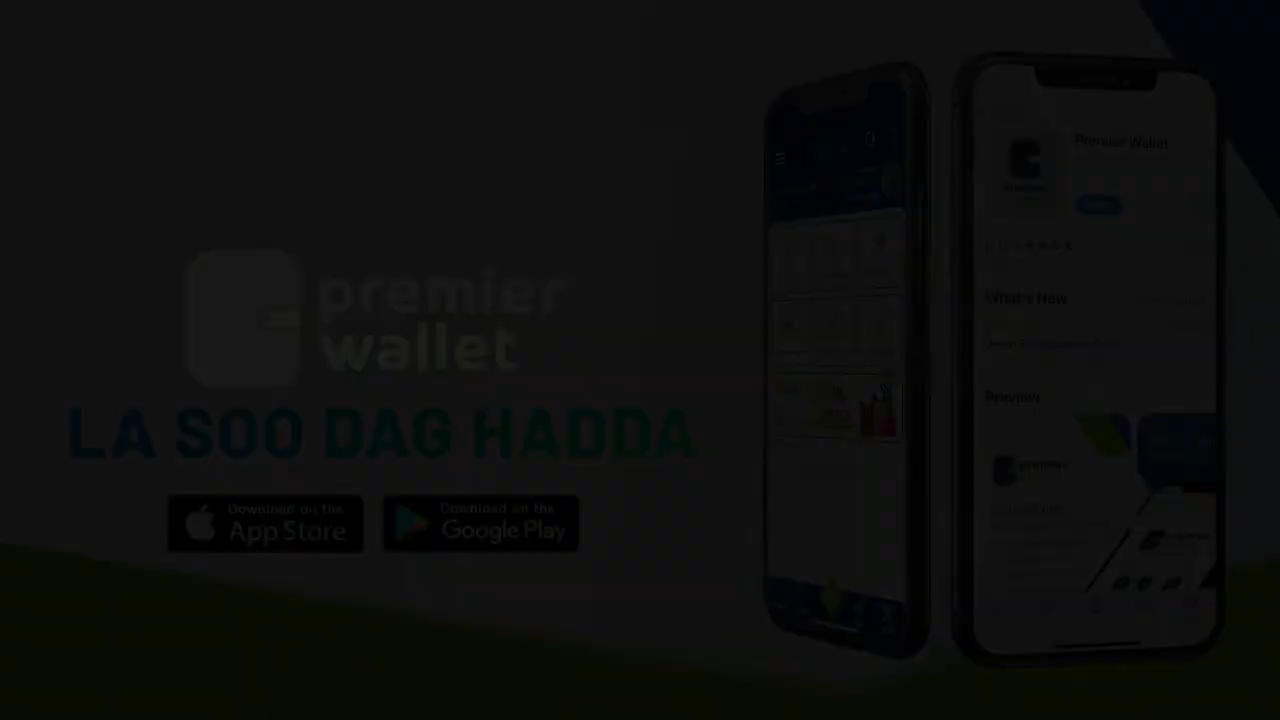 premier
wallet
LA SOO DAG HADDA
Download on the
App Store
Download on the
Google Play
Premier Wallet
What's New
Preview
premier